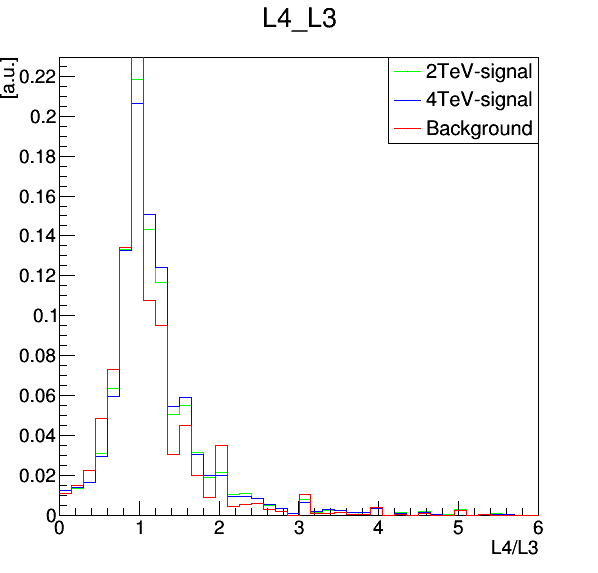 L4_L3
[a.u.]
2TeV-signal
4TeV-signal
Background
0.22
0.2
0.18
0.16
0.14
0.12
0.1
0.08
0.06
0.04
0.02
0
0 1 2 3 4 5 6
L4/L3